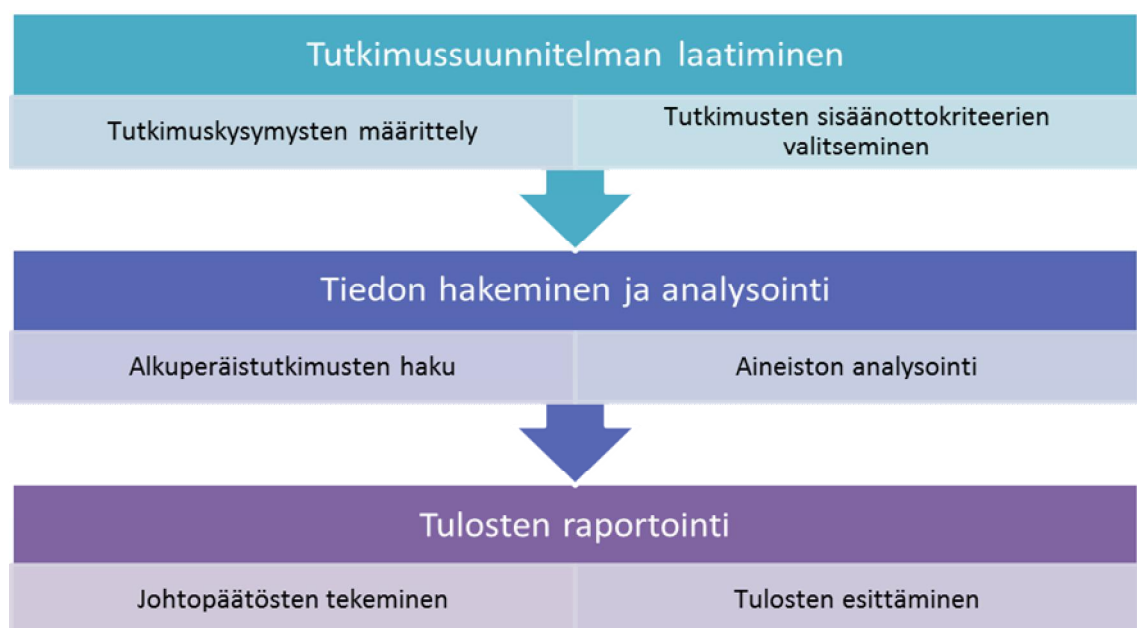 Tutkimussuunnitelman laatiminen
Tutkimuskysymysten määrittely
Tutkimusten sisäänottokriteerien
valitseminen
Tiedon hakeminen ja analysointi
Alkuperäistutkimusten haku
Aineiston analysointi
Tulosten raportointi
Johtopäätösten tekeminen
Tulosten esittäminen